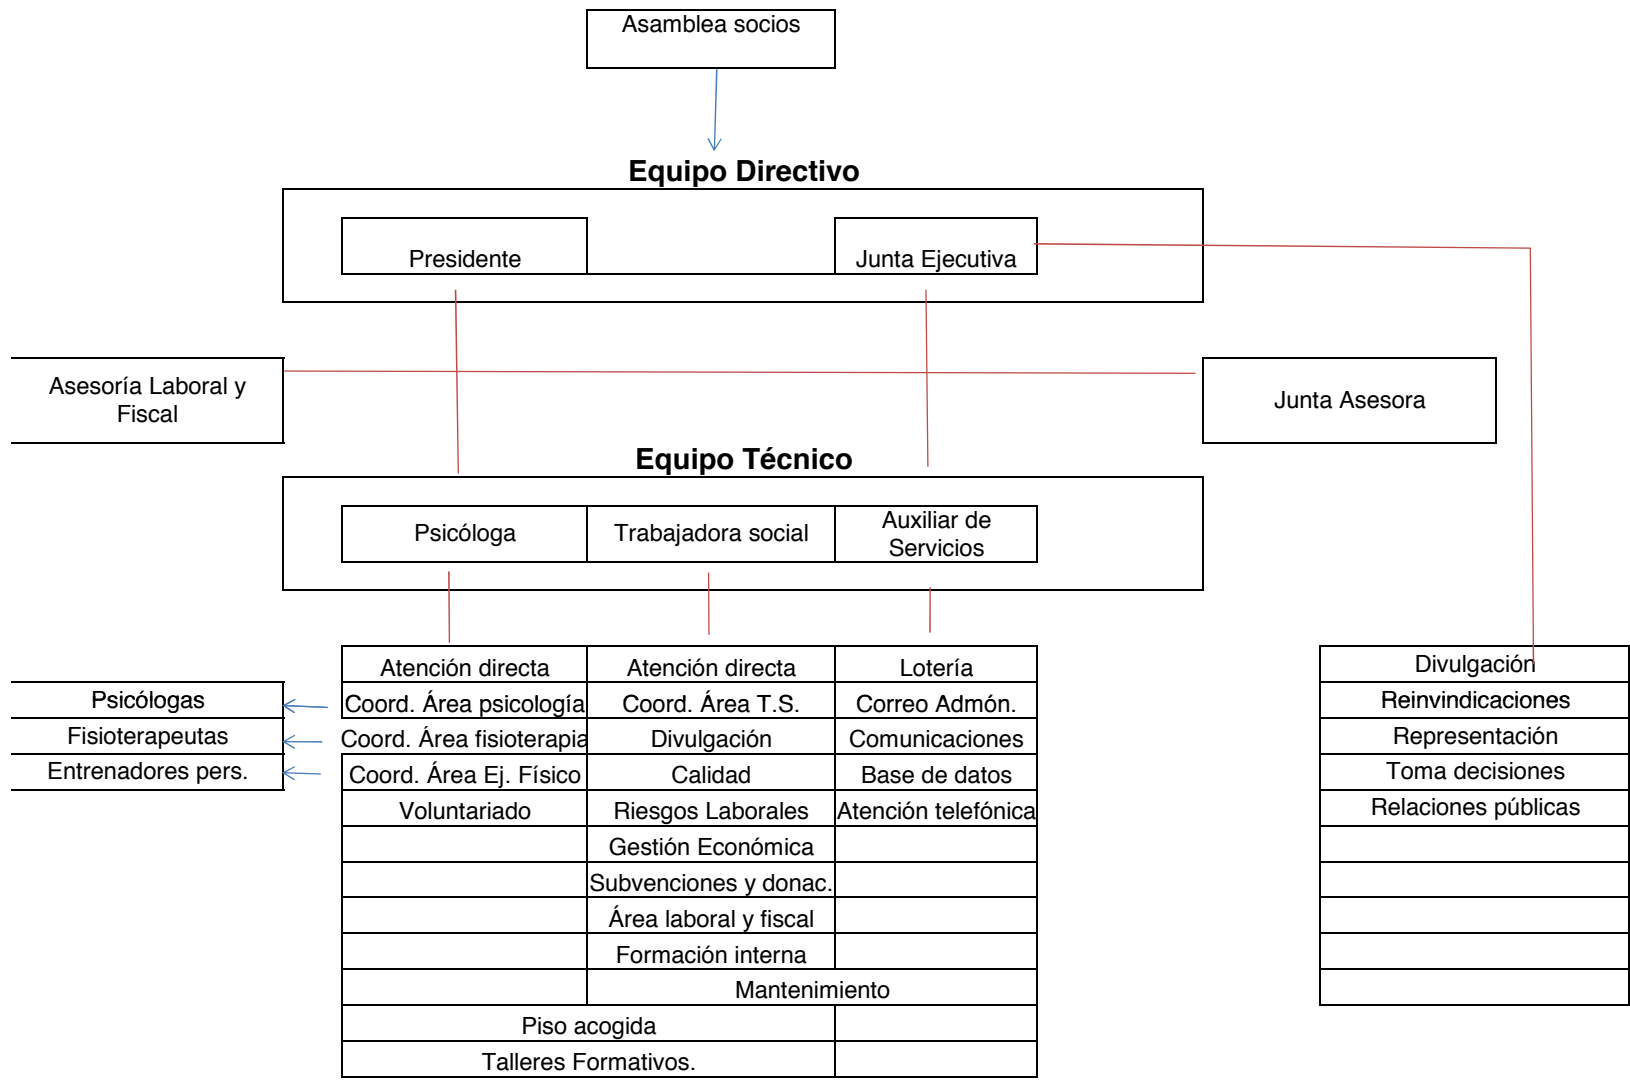 Asamblea socios
Equipo Directivo
Presidente
Junta Ejecutiva
Asesoría Laboral y
Fiscal
Junta Asesora
Equipo Técnico
Psicóloga
Trabajadora social
Auxiliar de
Servicios
Atención directa
Atención directa
Lotería
Divulgación
Psicólogas
Coord. Área psicología
Coord. Área T.S.
Correo Admón.
Reinvindicaciones
Fisioterapeutas
Coord. Área fisioterapia
Divulgación
Comunicaciones
Representación
Entrenadores pers.
Coord. Área Ej. Físico
Calidad
Base de datos
Toma decisiones
Voluntariado
Riesgos Laborales
Atención telefónica
Relaciones públicas
Gestión Económica
Subvenciones y donac.
Área laboral y fiscal
Formación interna
Mantenimiento
Piso acogida
Talleres Formativos.